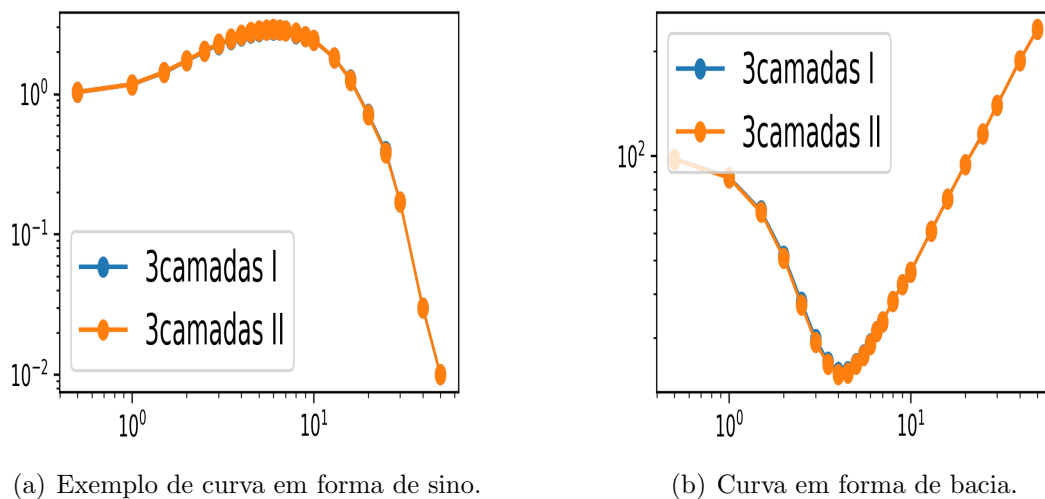 10^0
10^-1
10^-2
3camadas I
3camadas II
10^0
10^1
(a) Exemplo de curva em forma de sino.
3camadas I
3camadas II
10^2
10^0
10^1
(b) Curva em forma de bacia.